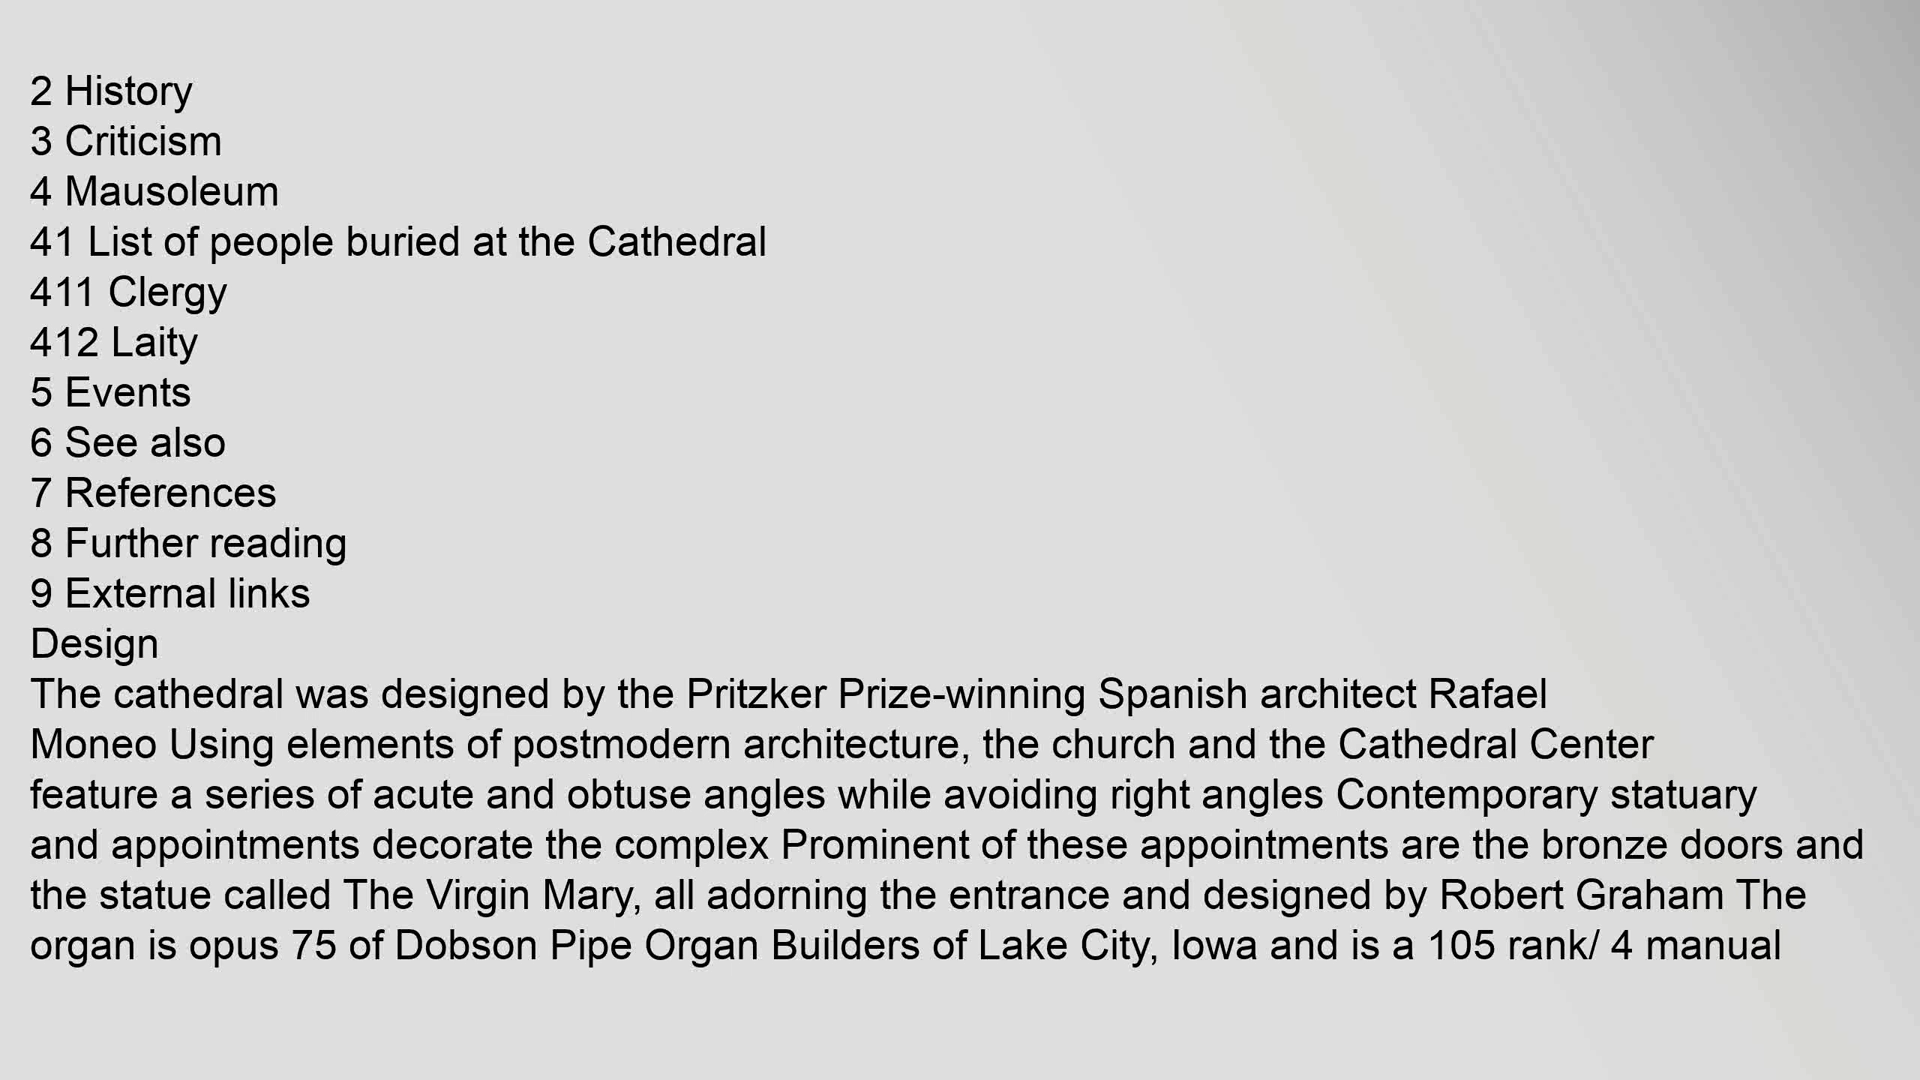 2 History
3 Criticism
4 Mausoleum
41 List of people buried at the Cathedral
411 Clergy
412 Laity
5 Events
6 See also
7 References
8 Further reading
9 External links
Design
The cathedral was designed by the Pritzker Prize-winning Spanish architect Rafael
Moneo Using elements of postmodern architecture, the church and the Cathedral Center
feature a series of acute and obtuse angles while avoiding right angles Contemporary statuary
and appointments decorate the complex Prominent of these appointments are the bronze doors and
the statue called The Virgin Mary, all adorning the entrance and designed by Robert Graham The
organ is opus 75 of Dobson Pipe Organ Builders of Lake City, Iowa and is a 105 rank/ 4 manual